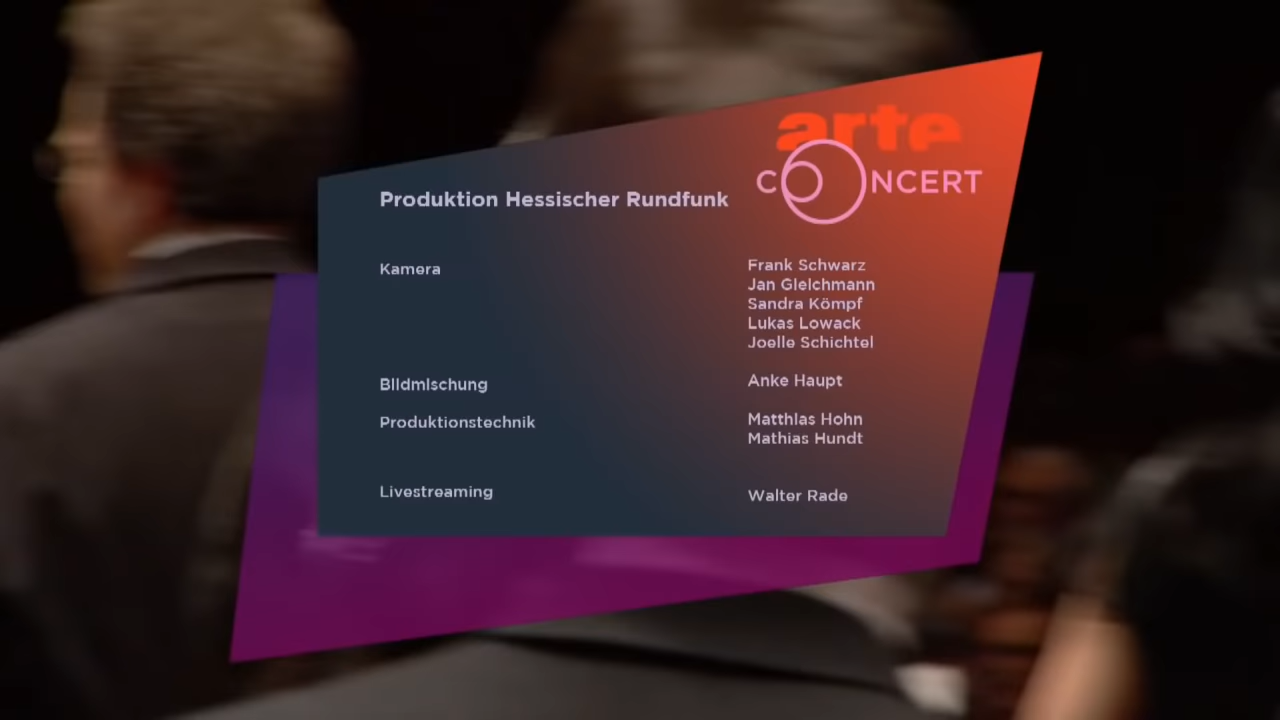 arte
CONCERT
Produktion Hessischer Rundfunk
Kamera
Frank Schwarz
Jan Gleichmann
Sandra Kömpf
Lukas Lowack
Joelle Schichtel
Bildmischung
Anke Haupt
Produktionstechnik
Matthias Hohn
Mathias Hundt
Livestreaming
Walter Rade